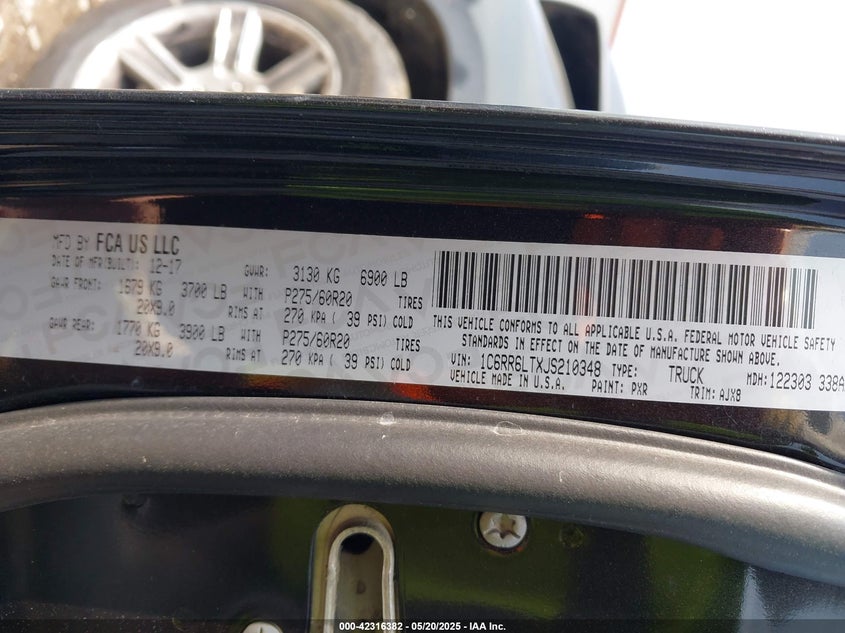 MFD BY FCA US LLC
DATE OF MFR(BUILT): 12-17 GVWR: 3130 KG 6900 LB
GAWR FRONT: 1679 KG 3700 LB WITH P275/60R20 TIRES
20X9.0 RIMS AT 270 KPA ( 39 PSI) COLD
GAWR REAR: 1770 KG 3900 LB WITH P275/60R20 TIRES
20X9.0 RIMS AT 270 KPA ( 39 PSI) COLD
THIS VEHICLE CONFORMS TO ALL APPLICABLE U.S.A. FEDERAL MOTOR VEHICLE SAFETY
STANDARDS IN EFFECT ON THE DATE OF MANUFACTURE SHOWN ABOVE.
VIN: 1C6RR6LTXJS210348 TYPE: TRUCK MDH:122303 338A
VEHICLE MADE IN U.S.A. PAINT: PXR TRIM: AJX8
000-42316382 — 05/20/2025 — IAA Inc.